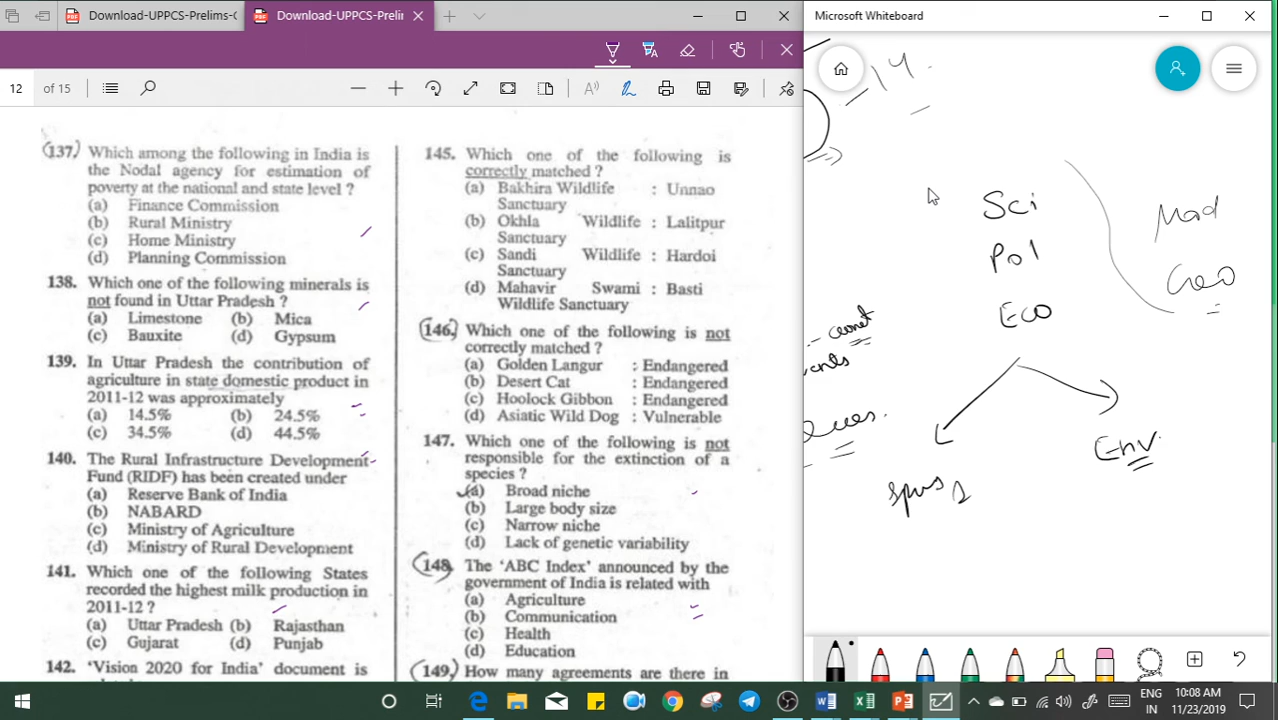 Download-UPPCS-Prelims-C
Download-UPPCS-Prelin
Microsoft Whiteboard
12 of 15
(137.) Which among the following in India is
the Nodal agency for estimation of
poverty at the national and state level ?
(a) Finance Commission
(b) Rural Ministry
(c) Home Ministry
(d) Planning Commission
138. Which one of the following minerals is
not found in Uttar Pradesh ?
(a) Limestone (b) Mica
(c) Bauxite (d) Gypsum
139. In Uttar Pradesh the contribution of
agriculture in state domestic product in
2011-12 was approximately
(a) 14.5% (b) 24.5%
(c) 34.5% (d) 44.5%
140. The Rural Infrastructure Development
Fund (RIDF) has been created under
(a) Reserve Bank of India
(b) NABARD
(c) Ministry of Agriculture
(d) Ministry of Rural Development
141. Which one of the following States
recorded the highest milk production in
2011-12 ?
(a) Uttar Pradesh (b) Rajasthan
(c) Gujarat (d) Punjab
142. 'Vision 2020 for India' document is
145. Which one of the following is
correctly matched ?
(a) Bakhira Wildlife : Unnao
Sanctuary
(b) Okhla Wildlife : Lalitpur
Sanctuary
(c) Sandi Wildlife : Hardoi
Sanctuary
(d) Mahavir Swami : Basti
Wildlife Sanctuary
(146.) Which one of the following is not
correctly matched ?
(a) Golden Langur : Endangered
(b) Desert Cat : Endangered
(c) Hoolock Gibbon : Endangered
(d) Asiatic Wild Dog : Vulnerable
147. Which one of the following is not
responsible for the extinction of a
species ?
(a) Broad niche
(b) Large body size
(c) Narrow niche
(d) Lack of genetic variability
(148. The 'ABC Index' announced by the
government of India is related with
(a) Agriculture
(b) Communication
(c) Health
(d) Education
(149.) How many agreements are there in
14
Sci
Pol
Eco
Geo
Env
Ques.
ENG
IN
10:08 AM
11/23/2019